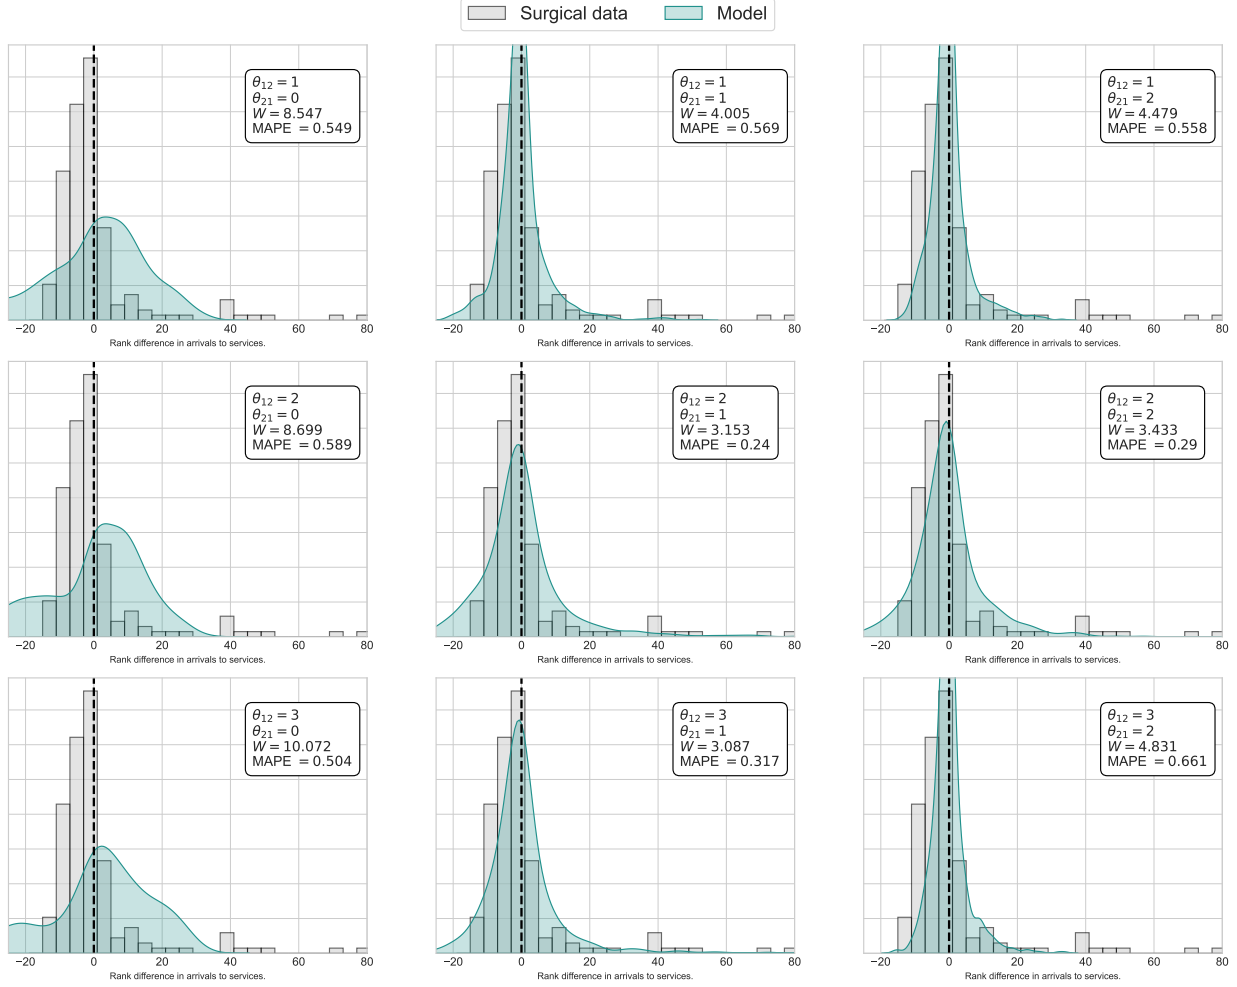 Surgical data Model
θ12 = 1
θ21 = 0
W = 8.547
MAPE = 0.549
−20 0 20 40 60 80
Rank difference in arrivals to services.
θ12 = 1
θ21 = 1
W = 4.005
MAPE = 0.569
−20 0 20 40 60 80
Rank difference in arrivals to services.
θ12 = 1
θ21 = 2
W = 4.479
MAPE = 0.558
−20 0 20 40 60 80
Rank difference in arrivals to services.
θ12 = 2
θ21 = 0
W = 8.699
MAPE = 0.589
−20 0 20 40 60 80
Rank difference in arrivals to services.
θ12 = 2
θ21 = 1
W = 3.153
MAPE = 0.24
−20 0 20 40 60 80
Rank difference in arrivals to services.
θ12 = 2
θ21 = 2
W = 3.433
MAPE = 0.29
−20 0 20 40 60 80
Rank difference in arrivals to services.
θ12 = 3
θ21 = 0
W = 10.072
MAPE = 0.504
−20 0 20 40 60 80
Rank difference in arrivals to services.
θ12 = 3
θ21 = 1
W = 3.087
MAPE = 0.317
−20 0 20 40 60 80
Rank difference in arrivals to services.
θ12 = 3
θ21 = 2
W = 4.831
MAPE = 0.661
−20 0 20 40 60 80
Rank difference in arrivals to services.